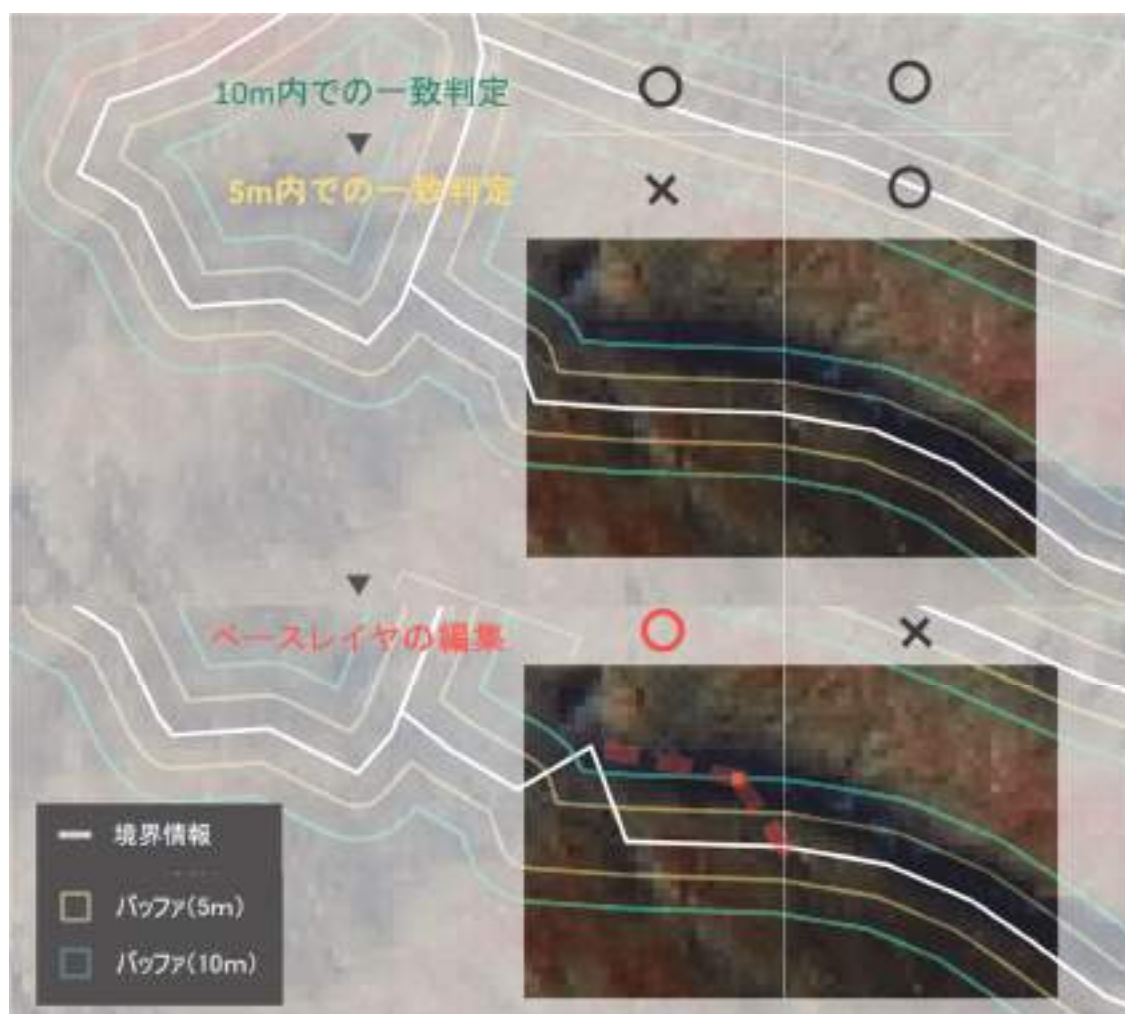 10m内での一致判定 ○ ○
▼
5m内での一致判定 × ○
▼
ベースレイヤの編集 ○ ×
境界情報
バッファ(5m)
バッファ(10m)